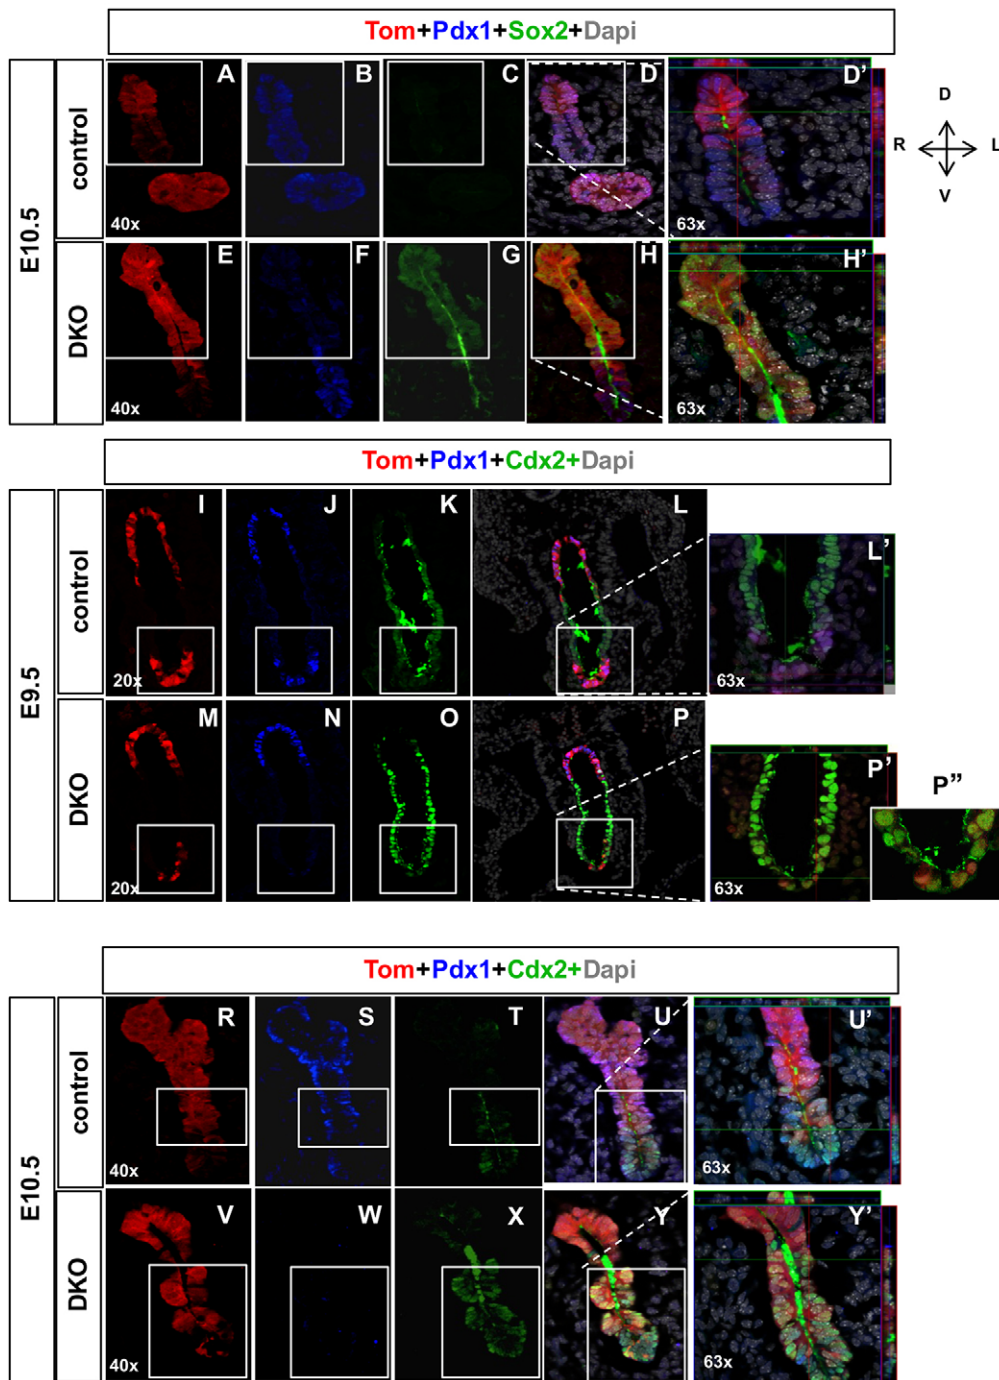 Tom+Pdx1+Sox2+Dapi
E10.5
control
A
B
C
D
D'
40x
63x
D
R
L
V
DKO
E
F
G
H
H'
40x
63x
Tom+Pdx1+Cdx2+Dapi
E9.5
control
I
J
K
L
L'
20x
63x
DKO
M
N
O
P
P'
P”
20x
63x
Tom+Pdx1+Cdx2+Dapi
E10.5
control
R
S
T
U
U'
40x
63x
DKO
V
W
X
Y
Y'
40x
63x